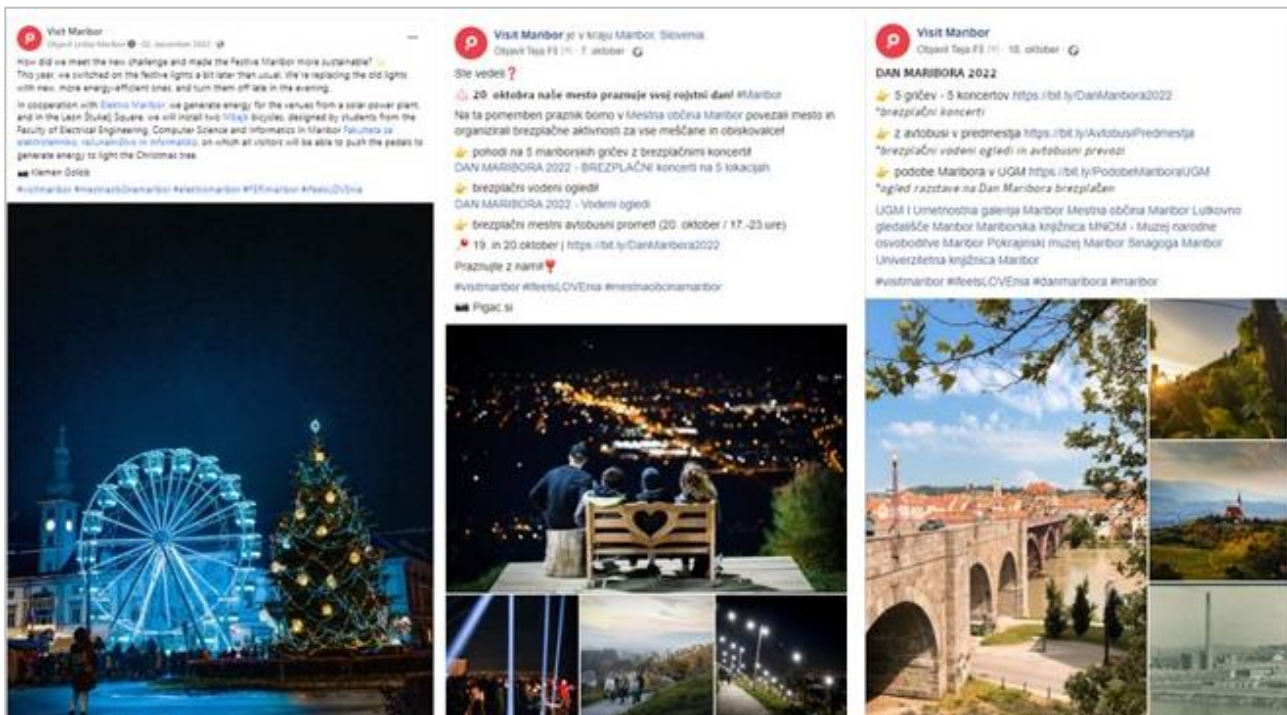 Visit Maribor
02. december 2022
How did we meet the new challenge and made the Festive Maribor more sustainable?
This year, we switched on the festive lights a bit later than usual. We're replacing the old lights
with new, more energy-efficient ones, and turn them off late in the evening.
In cooperation with Elektro Maribor, we generate energy for the venues from a solar power plant,
and in the Leon Štukelj Square, we will install two bicycles, designed by students from the
Faculty of Electrical Engineering, Computer Science and Informatics in Maribor Fakulteta za
elektrotehniko, računalništvo in informatiko, on which all visitors will be able to push the pedals to
generate energy to light the Christmas tree.
Klemen Golob
#visitmaribor #mestnaobcinamaribor #elektromaribor #FERImaribor #ifeelsLOVEnia
Visit Maribor je v kraju Maribor, Slovenia.
Objavil Teja FS 7. oktober
Ste vedeli❓
20. oktobra naše mesto praznuje svoj rojstni dan! #Maribor
Na ta pomemben praznik bomo v Mestna občina Maribor povezali mesto in
organizirali brezplačne aktivnosti za vse meščane in obiskovalce!
👉 pohodi na 5 mariborskih gričev z brezplačnimi koncerti!
DAN MARIBORA 2022 - BREZPLAČNI koncerti na 5 lokacijah
👉 brezplačni vodeni ogledi!
DAN MARIBORA 2022 - Vodeni ogledi
👉 brezplačni mestni avtobusni promet! (20. oktober / 17.-23.ure)
📍 19. in 20.oktober | https://bit.ly/DanMaribora2022
Praznujte z nami!❣️
#visitmaribor #ifeelsLOVEnia #mestnaobcinamaribor
📷 Pigac.si
Visit Maribor
Objavil Teja FS 10. oktober
DAN MARIBORA 2022
👉 5 gričev - 5 koncertov https://bit.ly/DanMaribora2022
*brezplačni koncerti
👉 z avtobusi v predmestja https://bit.ly/AvtobusiPredmestja
*brezplačni vodeni ogledi in avtobusni prevozi
👉 podobe Maribora v UGM https://bit.ly/PodobeMariboraUGM
*ogled razstave na Dan Maribora brezplačen
UGM | Umetnostna galerija Maribor Mestna občina Maribor Lutkovno
gledališče Maribor Mariborska knjižnica MNOM - Muzej narodne
osvoboditve Maribor Pokrajinski muzej Maribor Sinagoga Maribor
Univerzitetna knjižnica Maribor
#visitmaribor #ifeelsLOVEnia #danmaribora #maribor